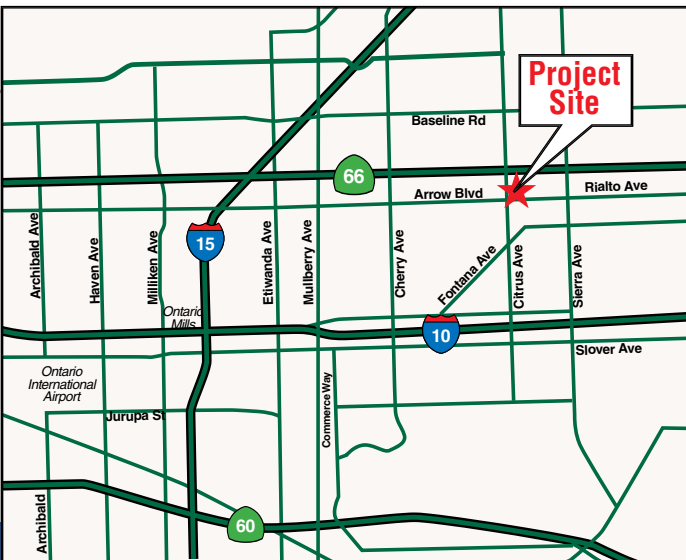 Project
Site
Baseline Rd
66
Arrow Blvd
Rialto Ave
15
Archibald Ave
Haven Ave
Milliken Ave
Etiwanda Ave
Mullberry Ave
Cherry Ave
Fontana Ave
Citrus Ave
Sierra Ave
Ontario
Mills
10
Slover Ave
Ontario
International
Airport
Jurupa St
Commerce Way
Archibald
60